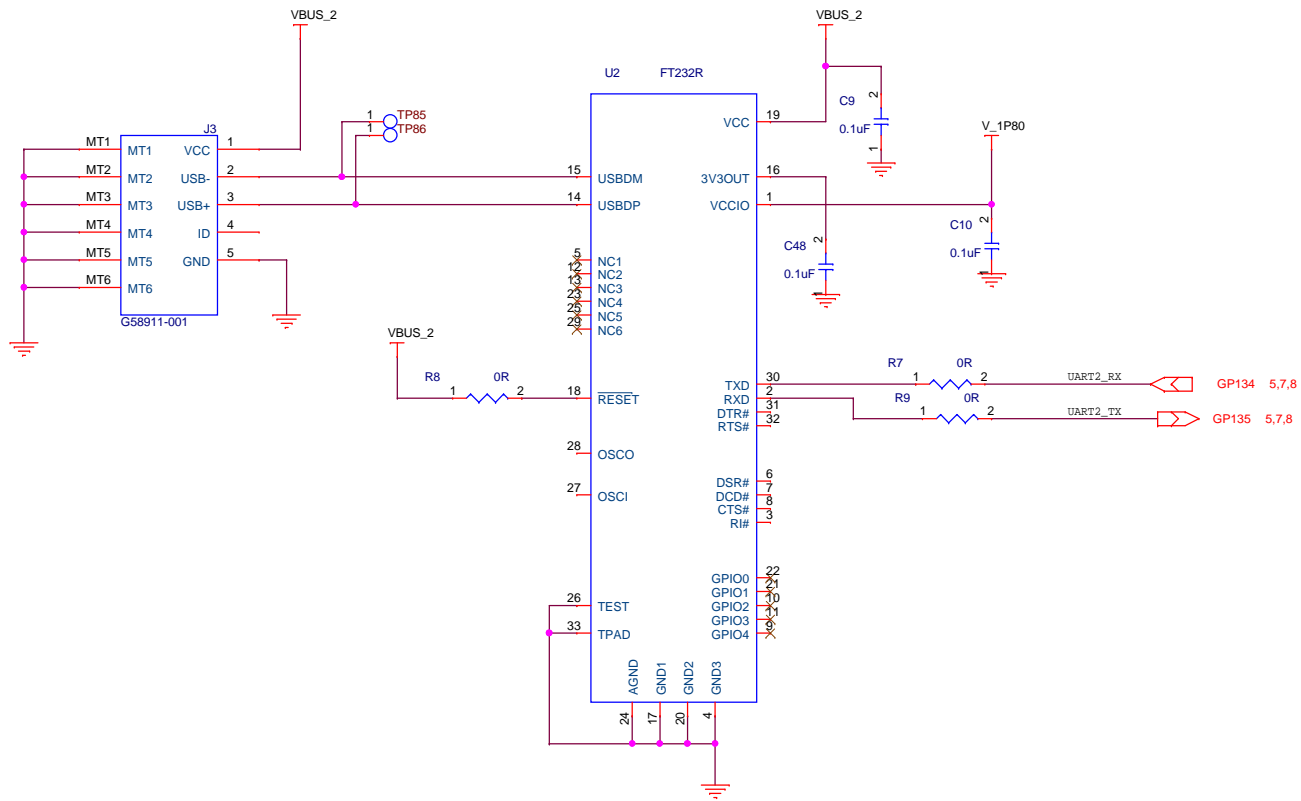 VBUS_2
VBUS_2
U2 FT232R
1 TP85
1 TP86
C9
2
0.1uF
1
VCC 19
V_1P80
J3
MT1 MT1 VCC 1
MT2 MT2 USB- 2
MT3 MT3 USB+ 3
MT4 MT4 ID 4
MT5 MT5 GND 5
MT6 MT6
G58911-001
15 USBDM
14 USBDP
3V3OUT 16
VCCIO 1
C10
2
0.1uF
1
C48
2
0.1uF
1
5 NC1
12 NC2
13 NC3
23 NC4
25 NC5
29 NC6
VBUS_2
R8 0R
1 2
18 RESET
28 OSCO
27 OSCI
TXD 30
RXD 2
DTR# 31
RTS# 32
R7 0R
1 2
UART2_RX
GP134 5,7,8
R9 0R
1 2
UART2_TX
GP135 5,7,8
DSR# 6
DCD# 7
CTS# 8
RI# 3
GPIO0 22
GPIO1 21
GPIO2 10
GPIO3 11
GPIO4 9
26 TEST
33 TPAD
AGND GND1 GND2 GND3
24 17 20 4